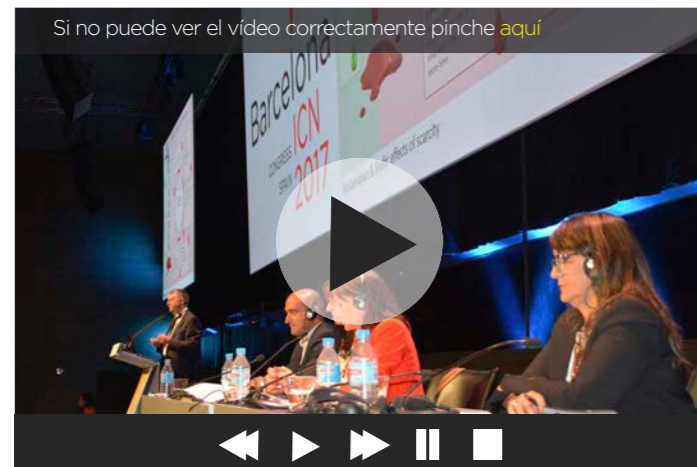 Si no puede ver el vídeo correctamente pinche aquí
Barcelona
CONGRESS ICN
SPAIN 2017
effects of scarcity